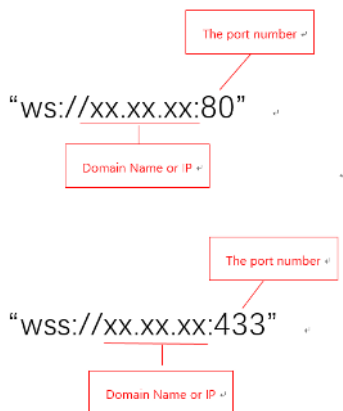 The port number
“ws://xx.xx.xx:80”
Domain Name or IP
The port number
“wss://xx.xx.xx:433”
Domain Name or IP